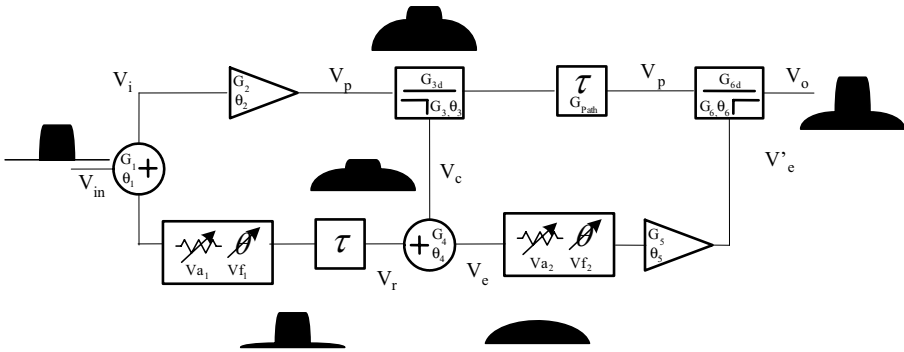 V_i
G_2
θ_2
V_p
G_3d
G_3, θ_3
τ
G_Path
V_p
G_6d
G_6, θ_6
V_o
V_in
G_1
θ_1
+
V_c
V'_e
Va_1
θ
Vf_1
τ
V_r
+
G_4
θ_4
V_e
Va_2
θ
Vf_2
G_5
θ_5